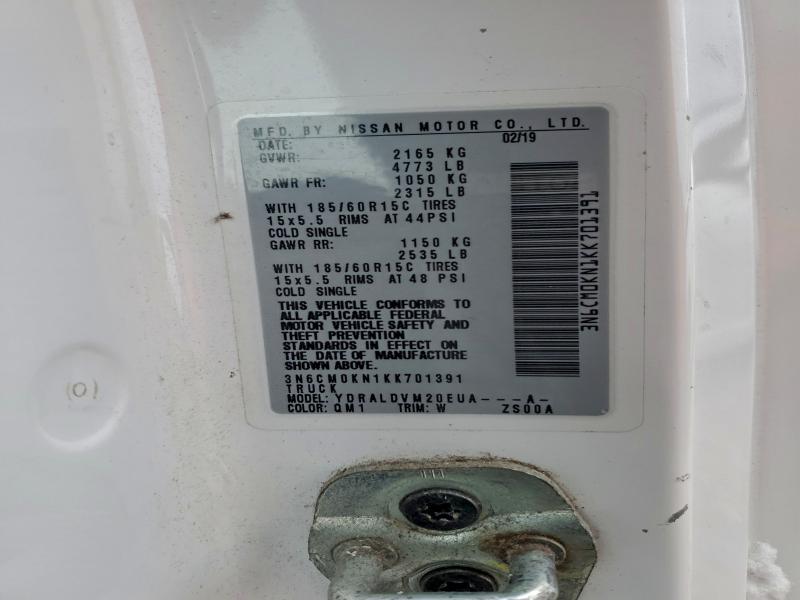 MFD. BY NISSAN MOTOR CO., LTD.
DATE: 02/19
GVWR: 2165 KG
4773 LB
GAWR FR: 1050 KG
2315 LB
WITH 185/60R15C TIRES
15x5.5 RIMS AT 44PSI
COLD SINGLE
GAWR RR: 1150 KG
2535 LB
WITH 185/60R15C TIRES
15x5.5 RIMS AT 48 PSI
COLD SINGLE
THIS VEHICLE CONFORMS TO
ALL APPLICABLE FEDERAL
MOTOR VEHICLE SAFETY AND
THEFT PREVENTION
STANDARDS IN EFFECT ON
THE DATE OF MANUFACTURE
SHOWN ABOVE.
3N6CM0KN1KK701391
TRUCK
MODEL: YDRALDVM20EUA---A-
COLOR: QM1 TRIM: W ZS00A
3N6CM0KN1KK701391